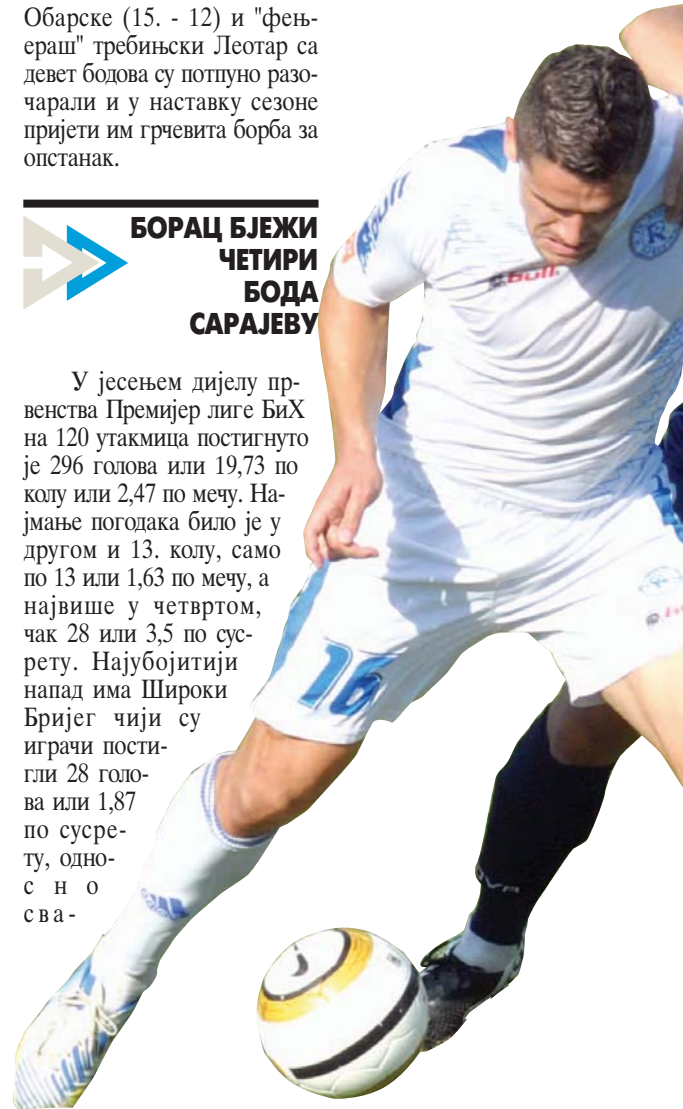 Обарске (15. - 12) и "фењ-
ераш" требињски Леотар са
девет бодова су потпуно разо-
чарали и у наставку сезоне
пријети им грчевита борба за
опстанак.
БОРАЦ БЈЕЖИ
ЧЕТИРИ
БОДА
САРАЈЕВУ
У јесењем дијелу пр-
венства Премијер лиге БиХ
на 120 утакмица постигнуто
је 296 голова или 19,73 по
колу или 2,47 по мечу. На-
јмање погодака било је у
другом и 13. колу, само
по 13 или 1,63 по мечу, а
највише у четвртом,
чак 28 или 3,5 по сус-
рету. Најубојитији
напад има Широки
Бријег чији су
играчи пости-
гли 28 голо-
ва или 1,87
по сусре-
ту, одно-
с н о
сва-
16